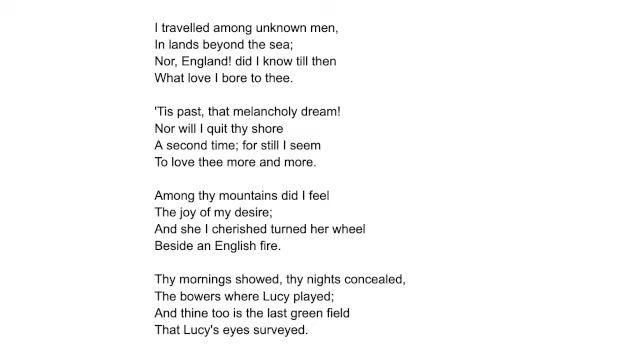 I travelled among unknown men,
In lands beyond the sea;
Nor, England! did I know till then
What love I bore to thee.

'Tis past, that melancholy dream!
Nor will I quit thy shore
A second time; for still I seem
To love thee more and more.

Among thy mountains did I feel
The joy of my desire;
And she I cherished turned her wheel
Beside an English fire.

Thy mornings showed, thy nights concealed,
The bowers where Lucy played;
And thine too is the last green field
That Lucy's eyes surveyed.